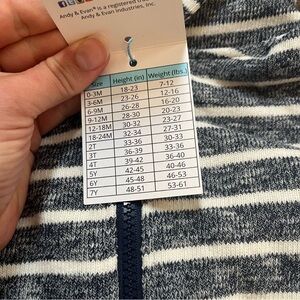 Andy & Evan® is a registered
Andy & Evan Industries, Inc.
Size Height (in) Weight (lbs.)
0-3M 18-23 7-12
3-6M 23-26 12-16
6-9M 26-28 16-20
9-12M 28-30 20-23
12-18M 30-32 23-27
18-24M 32-34 27-31
2T 33-36 30-33
3T 36-39 33-36
4T 39-42 36-40
5Y 42-45 40-46
6Y 45-48 46-53
7Y 48-51 53-61